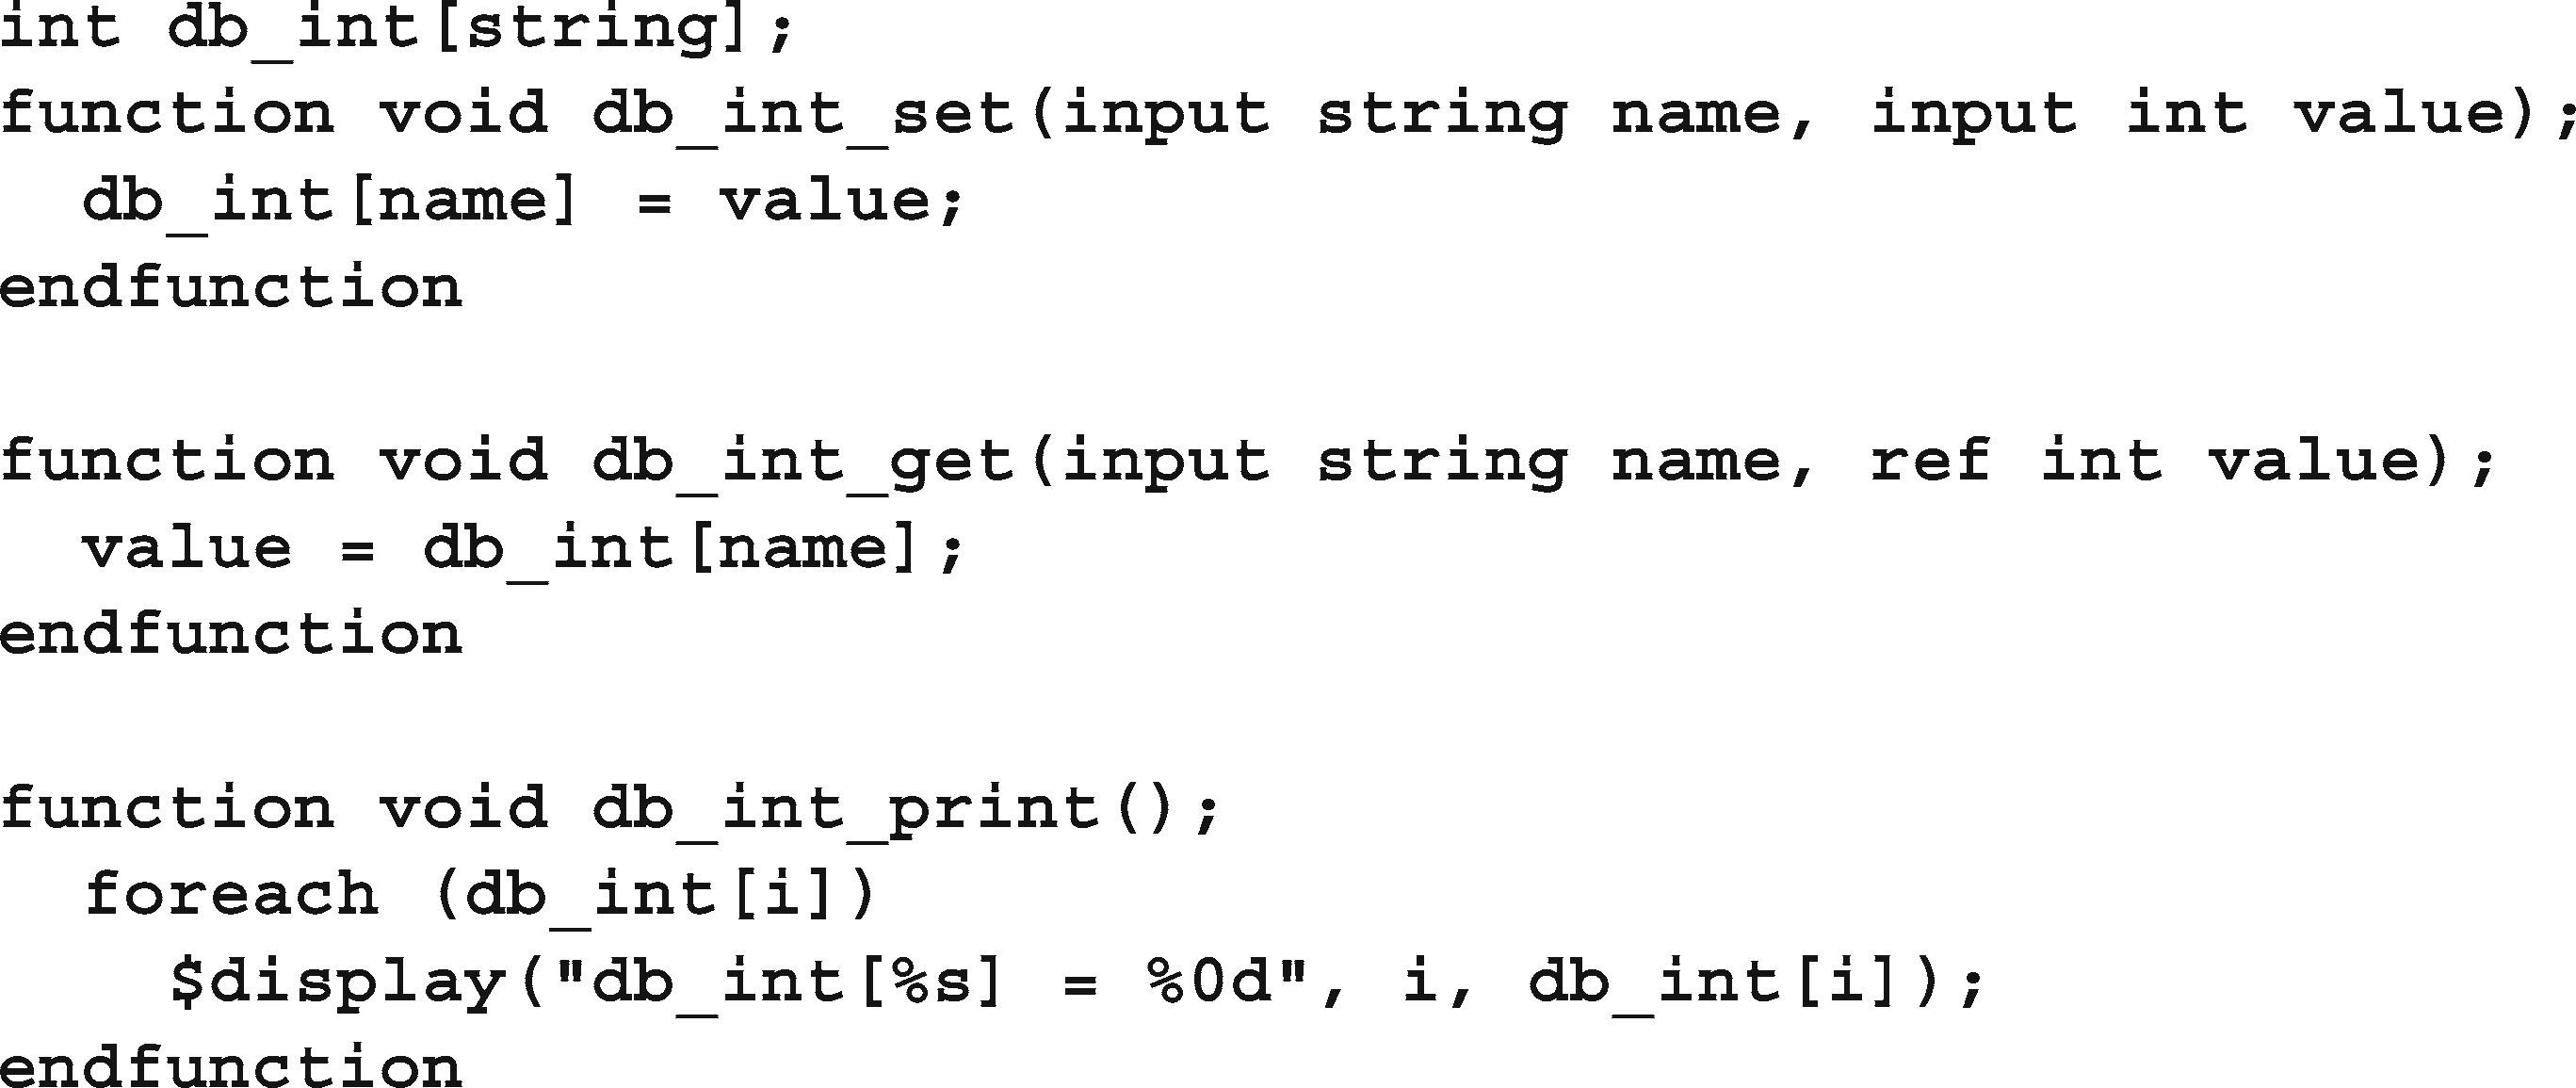 int db_int[string];
function void db_int_set(input string name, input int value);
  db_int[name] = value;
endfunction

function void db_int_get(input string name, ref int value);
  value = db_int[name];
endfunction

function void db_int_print();
  foreach (db_int[i])
    $display("db_int[%s] = %0d", i, db_int[i]);
endfunction